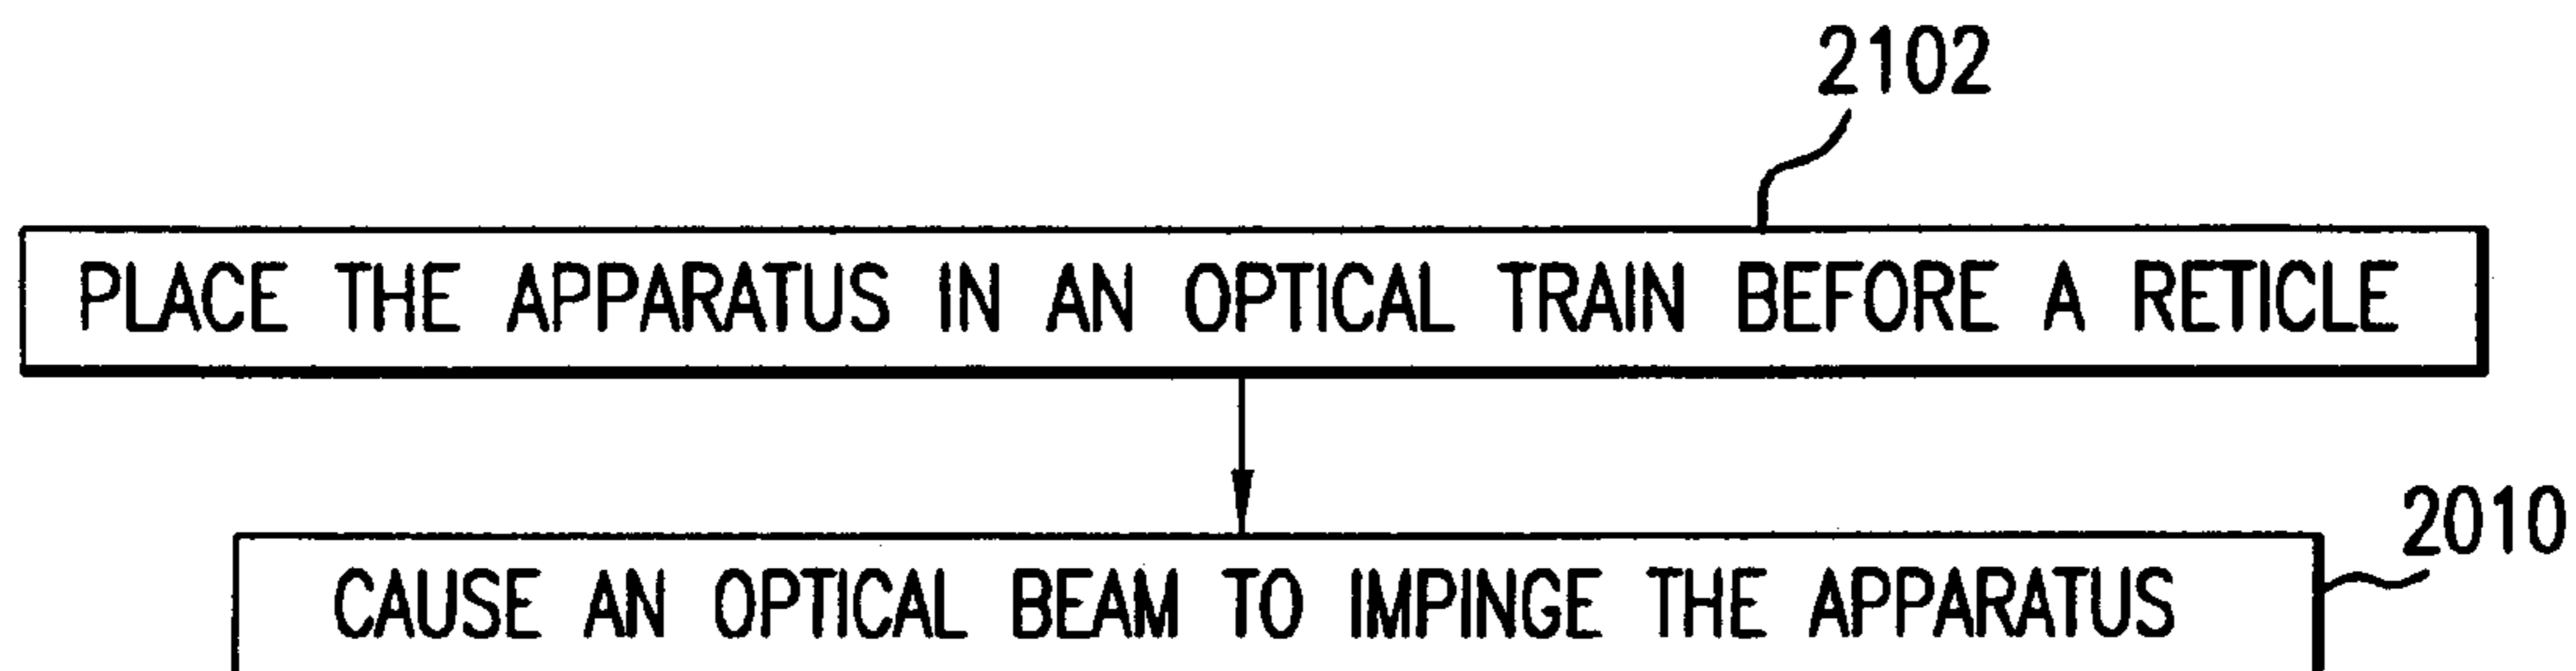 2102
PLACE THE APPARATUS IN AN OPTICAL TRAIN BEFORE A RETICLE
2010
CAUSE AN OPTICAL BEAM TO IMPINGE THE APPARATUS